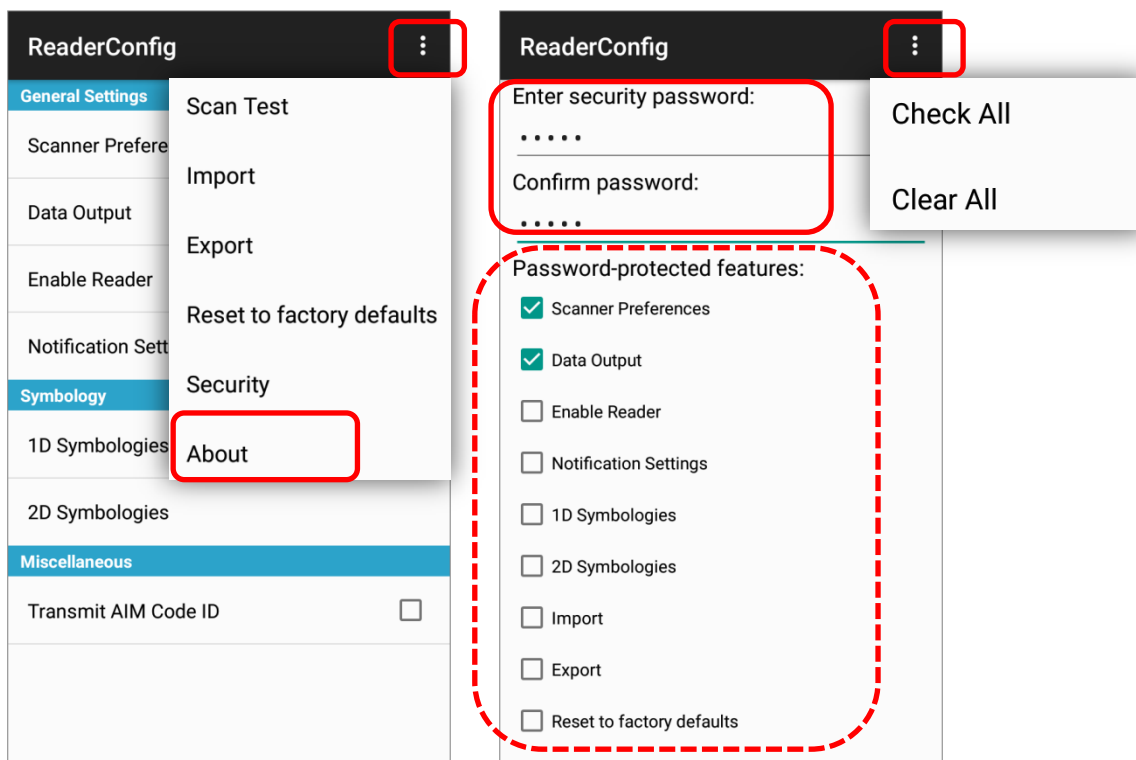 ReaderConfig
General Settings
Scanner Prefere
Data Output
Enable Reader
Notification Sett
Symbology
1D Symbologies
2D Symbologies
Miscellaneous
Transmit AIM Code ID
Scan Test
Import
Export
Reset to factory defaults
Security
About
ReaderConfig
Enter security password:
•••••
Confirm password:
•••••
Password-protected features:
Scanner Preferences
Data Output
Enable Reader
Notification Settings
1D Symbologies
2D Symbologies
Import
Export
Reset to factory defaults
Check All
Clear All